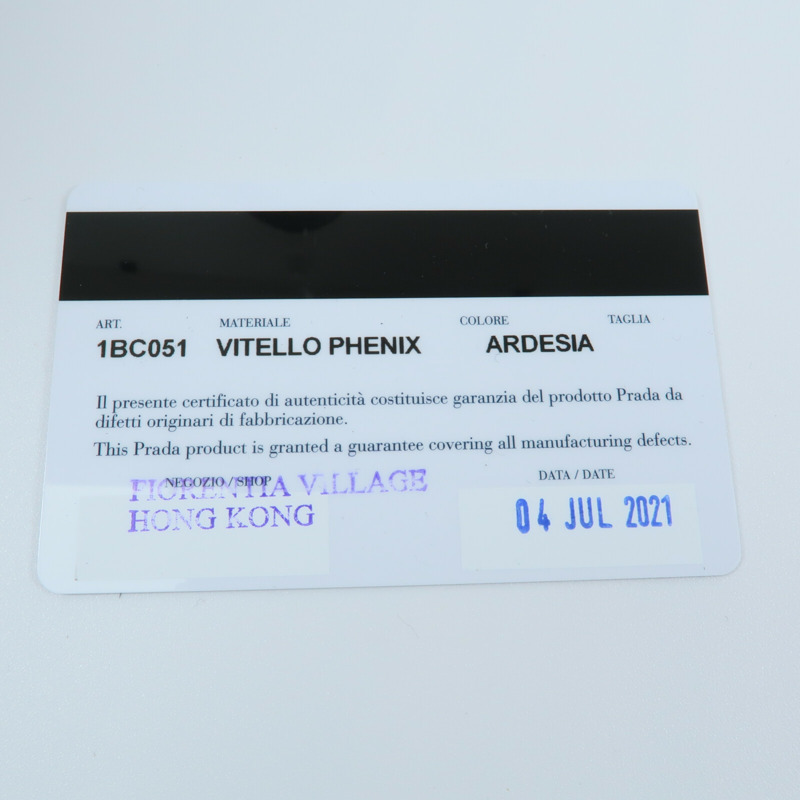 ART. MATERIALE COLORE TAGLIA
1BC051 VITELLO PHENIX ARDESIA
Il presente certificato di autenticità costituisce garanzia del prodotto Prada da
difetti originari di fabbricazione.
This Prada product is granted a guarantee covering all manufacturing defects.
NEGOZIO / SHOP DATA / DATE
FIORENTIA VILLAGE
HONG KONG
04 JUL 2021